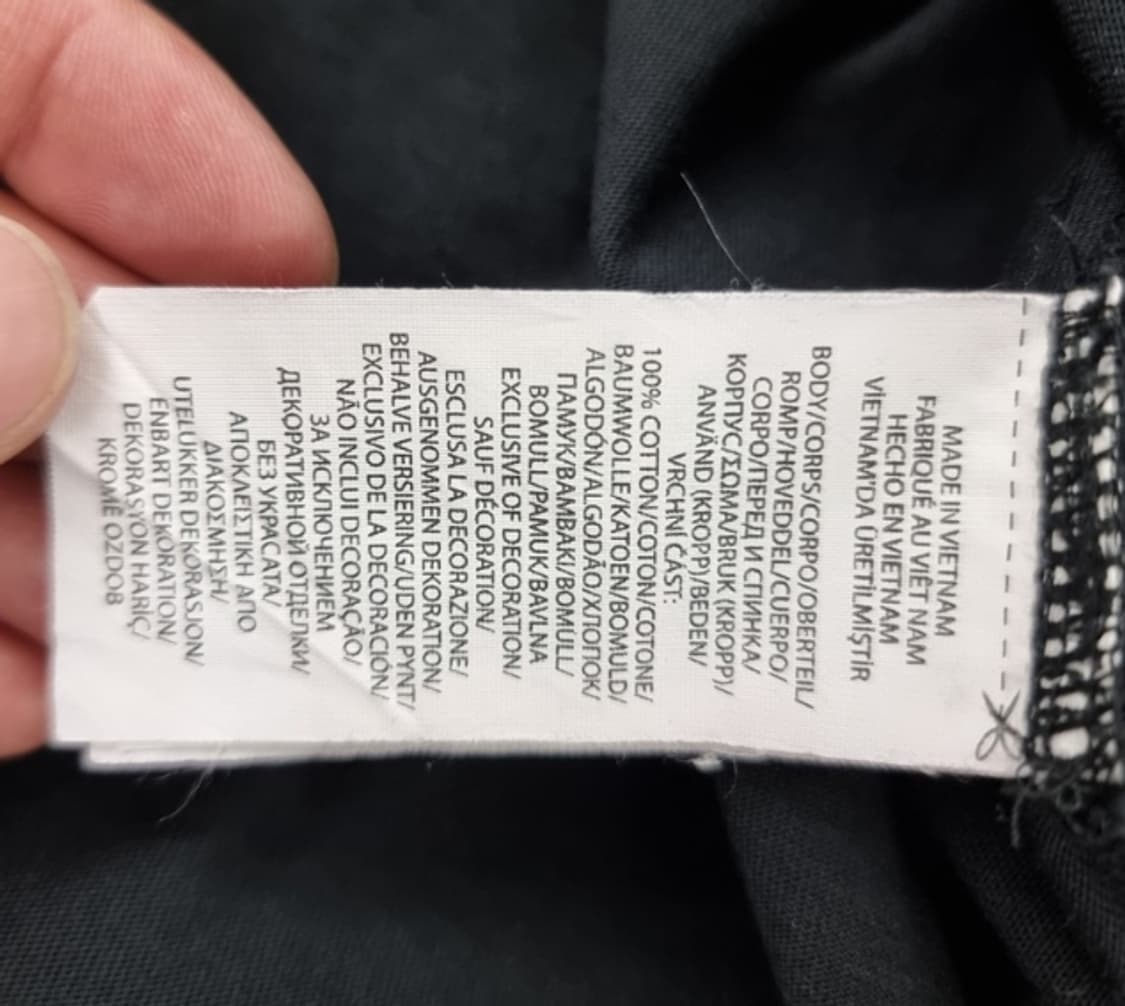 MADE IN VIETNAM
FABRIQUÉ AU VIÊT NAM
HECHO EN VIETNAM
VİETNAM'DA ÜRETİLMİŞTİR
BODY/CORPS/CORPO/OBERTEIL/
ROMP/HOVEDDEL/CUERPO/
CORPO/ПЕРЕД И СПИНКА/
КОРПУС/ΣΩΜΑ/BRUK (KROPP)/
ANVÄND (KROPP)/BEDEN/
VRCHNÍ ČÁST:
100% COTTON/COTON/COTONE/
BAUMWOLLE/KATOEN/BOMULD/
ALGODÓN/ALGODÃO/ХЛОПОК/
ПАМУК/ΒΑΜΒΑΚΙ/BOMULL/
BOMULL/PAMUK/BAVLNA
EXCLUSIVE OF DECORATION/
SAUF DÉCORATION/
ESCLUSA LA DECORAZIONE/
AUSGENOMMEN DEKORATION/
BEHALVE VERSIERING/UDEN PYNT/
EXCLUSIVO DE LA DECORACIÓN/
NÃO INCLUI DECORAÇÃO/
ЗА ИСКЛЮЧЕНИЕМ
ДЕКОРАТИВНОЙ ОТДЕЛКИ/
БЕЗ УКРАСАТА/
ΑΠΟΚΛΕΙΣΤΙΚΗ ΑΠΟ
ΔΙΑΚΟΣΜΗΣΗ/
UTELUKKER DEKORASJON/
ENBART DEKORATION/
DEKORASYON HARİÇ/
KROMĚ OZDOB